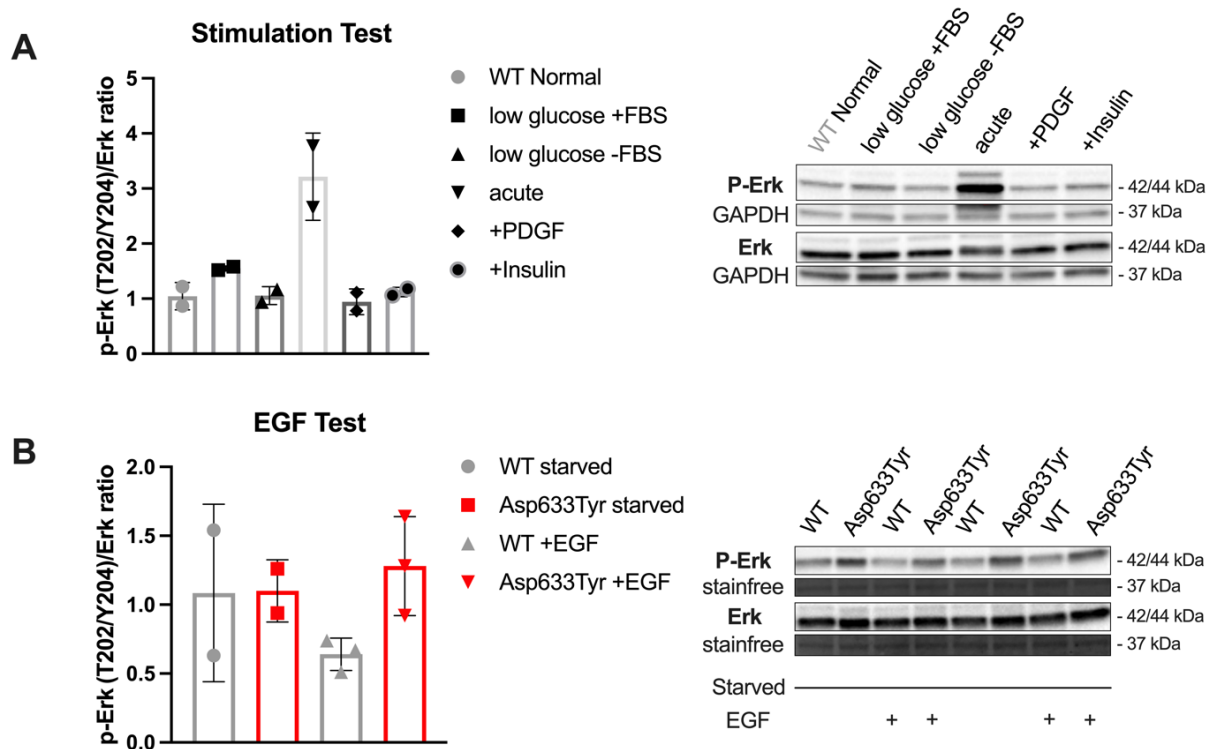 A
Stimulation Test
p-Erk (T202/Y204)/Erk ratio
5
4
3
2
1
0
WT Normal
low glucose +FBS
low glucose -FBS
acute
+PDGF
+Insulin
WT Normal
low glucose +FBS
low glucose -FBS
acute
+PDGF
+Insulin
P-Erk - 42/44 kDa
GAPDH - 37 kDa
Erk - 42/44 kDa
GAPDH - 37 kDa
B
EGF Test
p-Erk (T202/Y204)/Erk ratio
2.0
1.5
1.0
0.5
0.0
WT starved
Asp633Tyr starved
WT +EGF
Asp633Tyr +EGF
WT
Asp633Tyr
WT
Asp633Tyr
WT
Asp633Tyr
WT
Asp633Tyr
P-Erk - 42/44 kDa
stainfree - 37 kDa
Erk - 42/44 kDa
stainfree - 37 kDa
Starved
EGF + + + +